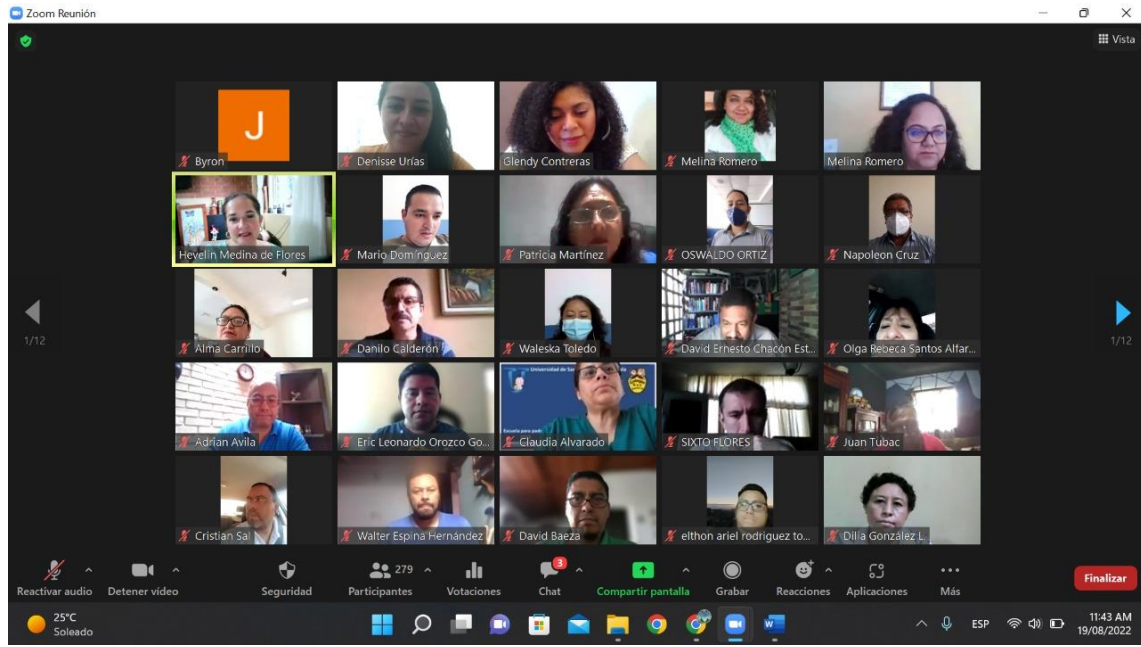 Zoom Reunión
Vista
J
Byron
Denisse Urías
Glendy Contreras
Melina Romero
Melina Romero
Hevelin Medina de Flores
Mario Domínguez
Patricia Martínez
OSWALDO ORTIZ
Napoleon Cruz
1/12
1/12
Alma Carrillo
Danilo Calderón
Waleska Toledo
David Ernesto Chacón Est...
Olga Rebeca Santos Alfar...
Adrian Avila
Eric Leonardo Orozco Go...
Claudia Alvarado
SIXTO FLORES
Juan Tubac
Cristian Sal
Walter Espina Hernández
David Baeza
elthon ariel rodriguez to...
Dilia González L
279
3
Reactivar audio
Detener vídeo
Seguridad
Participantes
Votaciones
Chat
Compartir pantalla
Grabar
Reacciones
Aplicaciones
Más
Finalizar
25°C
Soleado
ESP
11:43 AM
19/08/2022